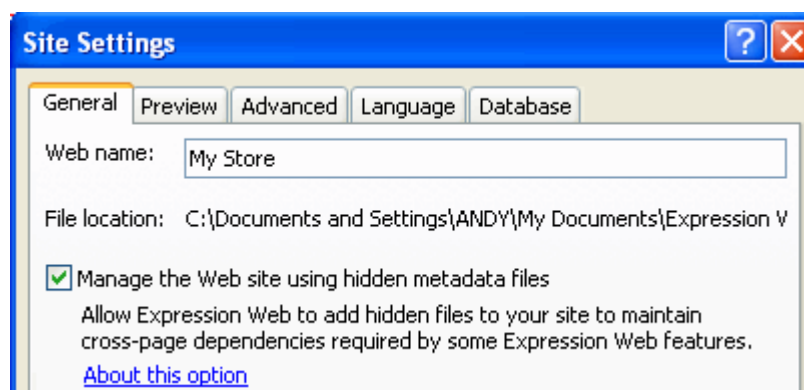 Site Settings
General Preview Advanced Language Database
Web name: My Store
File location: C:\Documents and Settings\ANDY\My Documents\Expression
Manage the Web site using hidden metadata files
Allow Expression Web to add hidden files to your site to maintain
cross-page dependencies required by some Expression Web features.
About this option